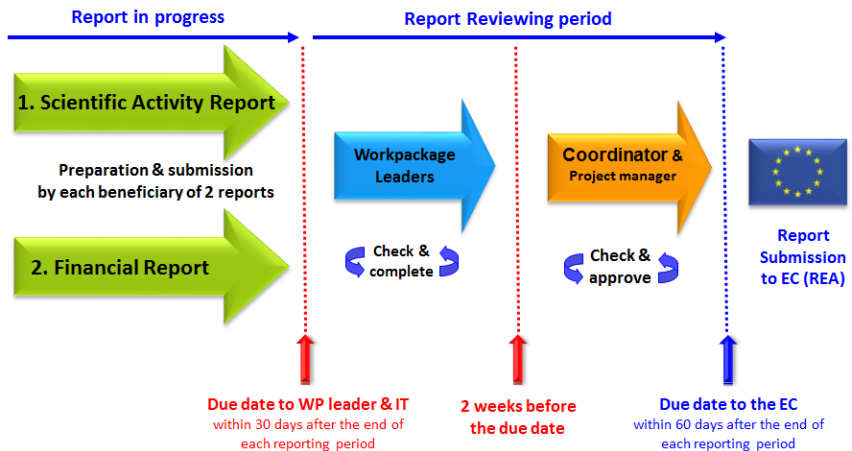 Report in progress
Report Reviewing period
1. Scientific Activity Report
Preparation & submission
by each beneficiary of 2 reports
2. Financial Report
Workpackage
Leaders
Check &
complete
Coordinator &
Project manager
Check &
approve
Report
Submission
to EC (REA)
Due date to WP leader & IT
within 30 days after the end of
each reporting period
2 weeks before
the due date
Due date to the EC
within 60 days after the end of
each reporting period